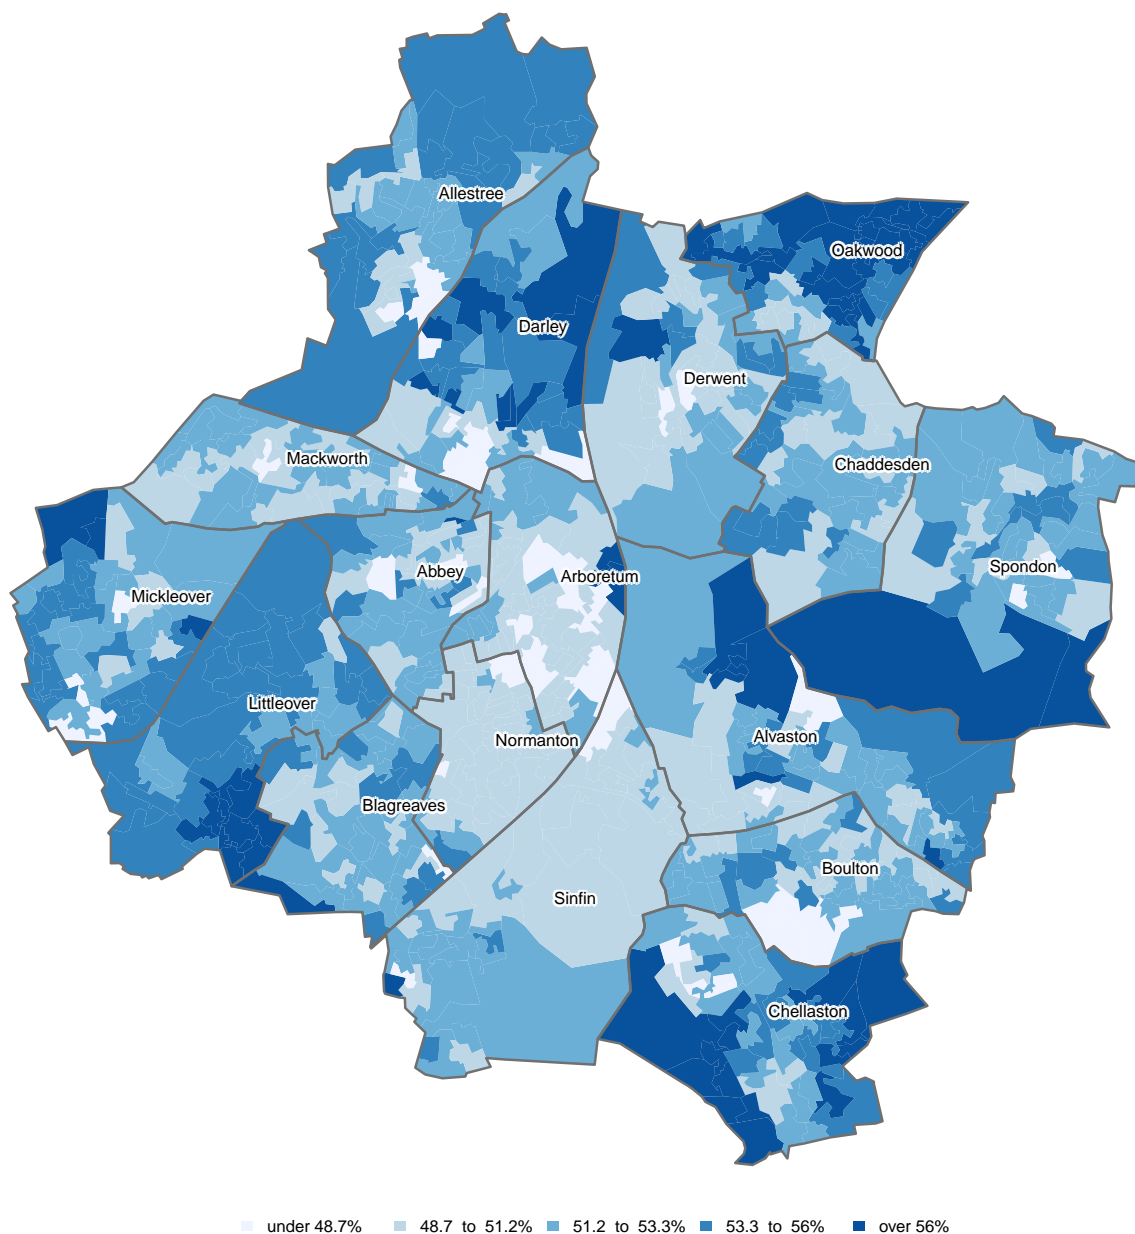 Allestree
Oakwood
Darley
Derwent
Mackworth
Chaddesden
Spondon
Abbey
Arboretum
Mickleover
Littleover
Normanton
Alvaston
Blagreaves
Boulton
Sinfin
Chellaston
under 48.7% 48.7 to 51.2% 51.2 to 53.3% 53.3 to 56% over 56%